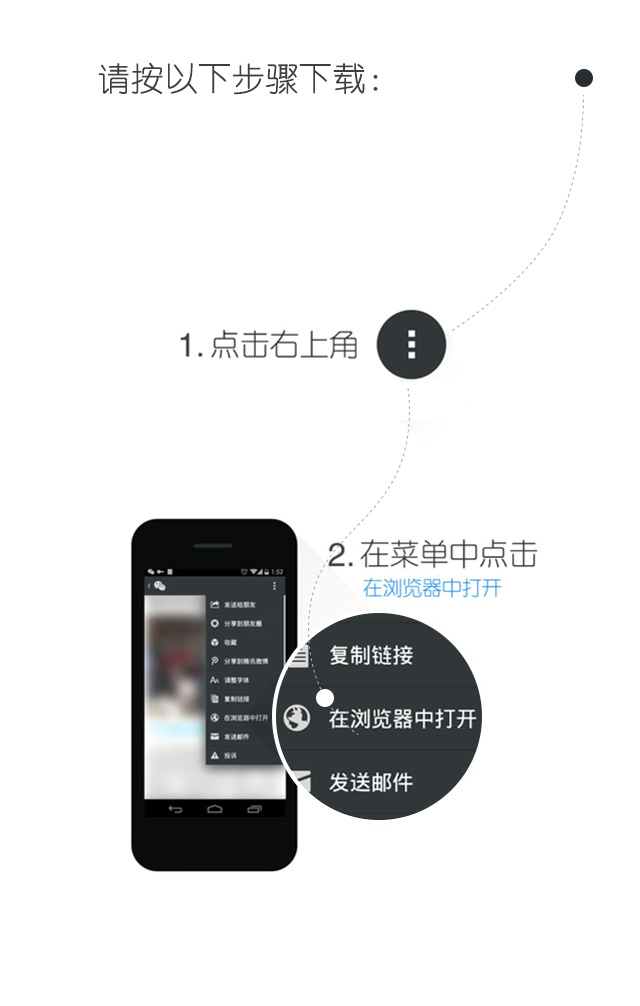 请按以下步骤下载：
1.点击右上角
2.在菜单中点击
在浏览器中打开
1:52
发送给朋友
分享到朋友圈
收藏
分享到腾讯微博
调整字体
复制链接
在浏览器中打开
发送邮件
投诉
复制链接
在浏览器中打开
发送邮件